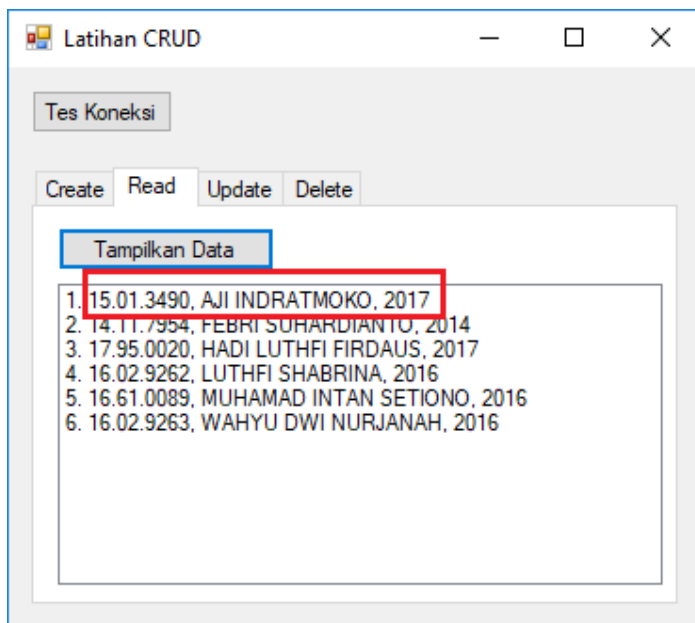 Latihan CRUD
Tes Koneksi
Create Read Update Delete
Tampilkan Data
1. 15.01.3490, AJI INDRATMOKO, 2017
2. 14.11.7954, FEBRI SUHARDIANTO, 2014
3. 17.95.0020, HADI LUTHFI FIRDAUS, 2017
4. 16.02.9262, LUTHFI SHABRINA, 2016
5. 16.61.0089, MUHAMAD INTAN SETIONO, 2016
6. 16.02.9263, WAHYU DWI NURJANAH, 2016